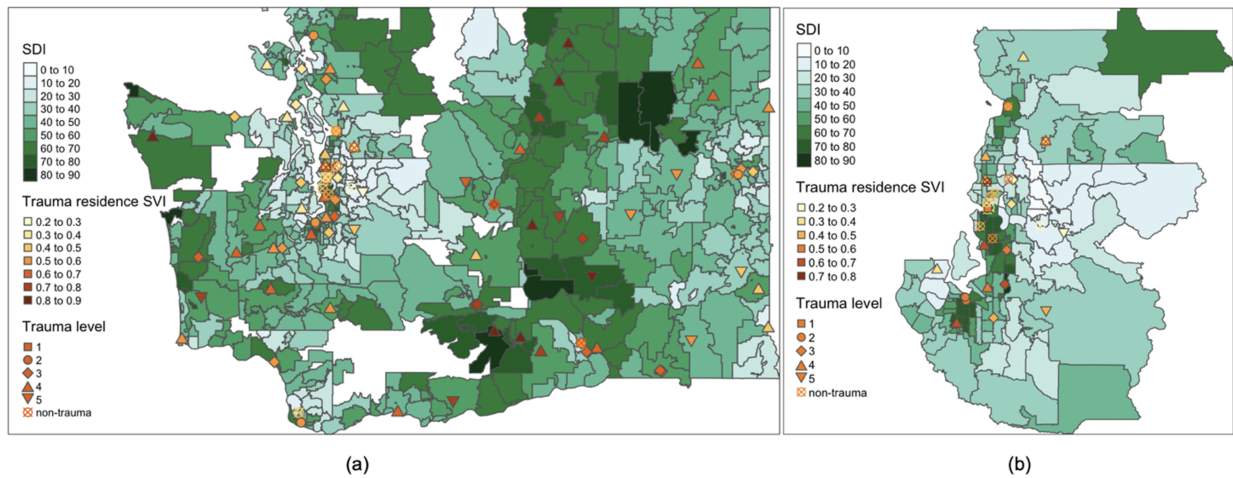 SDI
0 to 10
10 to 20
20 to 30
30 to 40
40 to 50
50 to 60
60 to 70
70 to 80
80 to 90
Trauma residence SVI
0.2 to 0.3
0.3 to 0.4
0.4 to 0.5
0.5 to 0.6
0.6 to 0.7
0.7 to 0.8
0.8 to 0.9
Trauma level
1
2
3
4
5
non-trauma
(a)
SDI
0 to 10
10 to 20
20 to 30
30 to 40
40 to 50
50 to 60
60 to 70
70 to 80
80 to 90
Trauma residence SVI
0.2 to 0.3
0.3 to 0.4
0.4 to 0.5
0.5 to 0.6
0.6 to 0.7
0.7 to 0.8
Trauma level
1
2
3
4
5
non-trauma
(b)